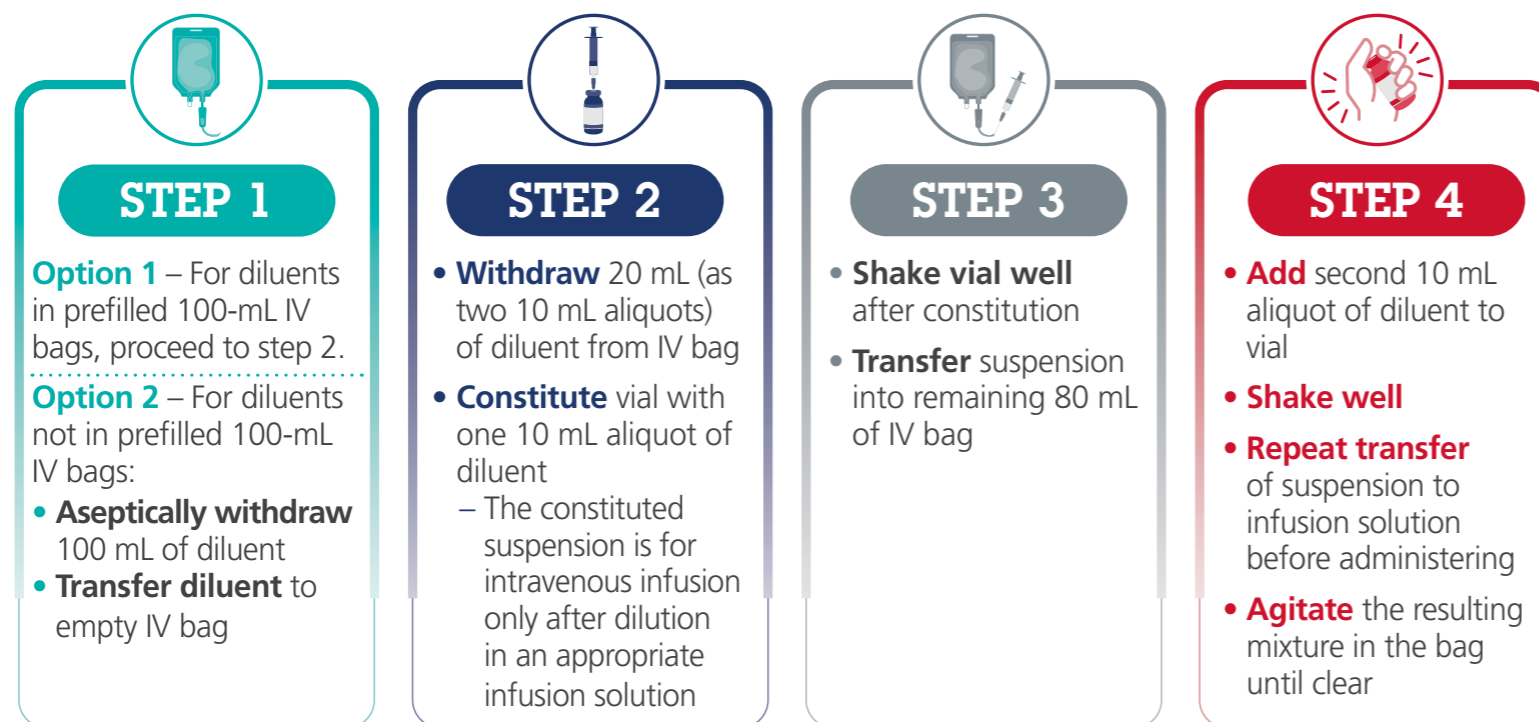 STEP 1
Option 1 – For diluents
in prefilled 100-mL IV
bags, proceed to step 2.
Option 2 – For diluents
not in prefilled 100-mL
IV bags:
• Aseptically withdraw
100 mL of diluent
• Transfer diluent to
empty IV bag
STEP 2
• Withdraw 20 mL (as
two 10 mL aliquots)
of diluent from IV bag
• Constitute vial with
one 10 mL aliquot of
diluent
– The constituted
suspension is for
intravenous infusion
only after dilution
in an appropriate
infusion solution
STEP 3
• Shake vial well
after constitution
• Transfer suspension
into remaining 80 mL
of IV bag
STEP 4
• Add second 10 mL
aliquot of diluent to
vial
• Shake well
• Repeat transfer
of suspension to
infusion solution
before administering
• Agitate the resulting
mixture in the bag
until clear